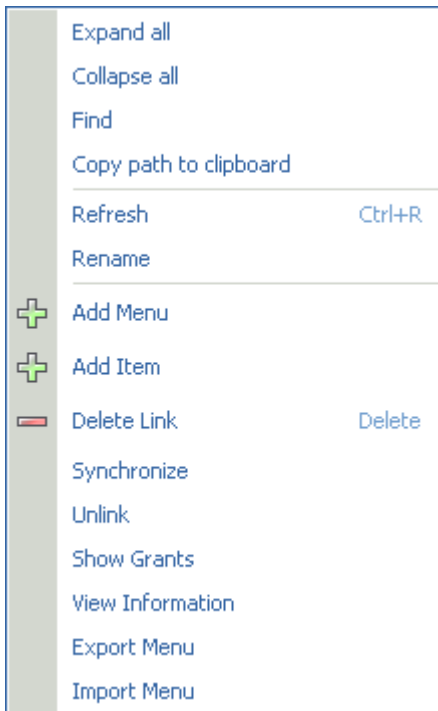 Expand all
Collapse all
Find
Copy path to clipboard
Refresh Ctrl+R
Rename
Add Menu
Add Item
Delete Link Delete
Synchronize
Unlink
Show Grants
View Information
Export Menu
Import Menu